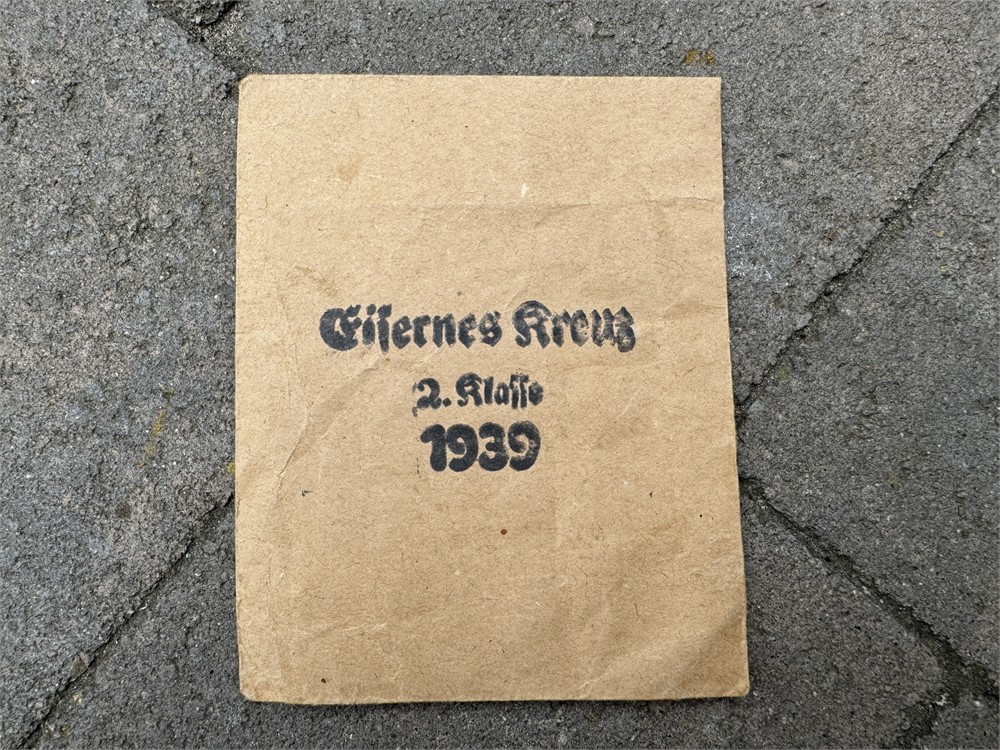 Eisernes Kreuz
2. Klasse
1939